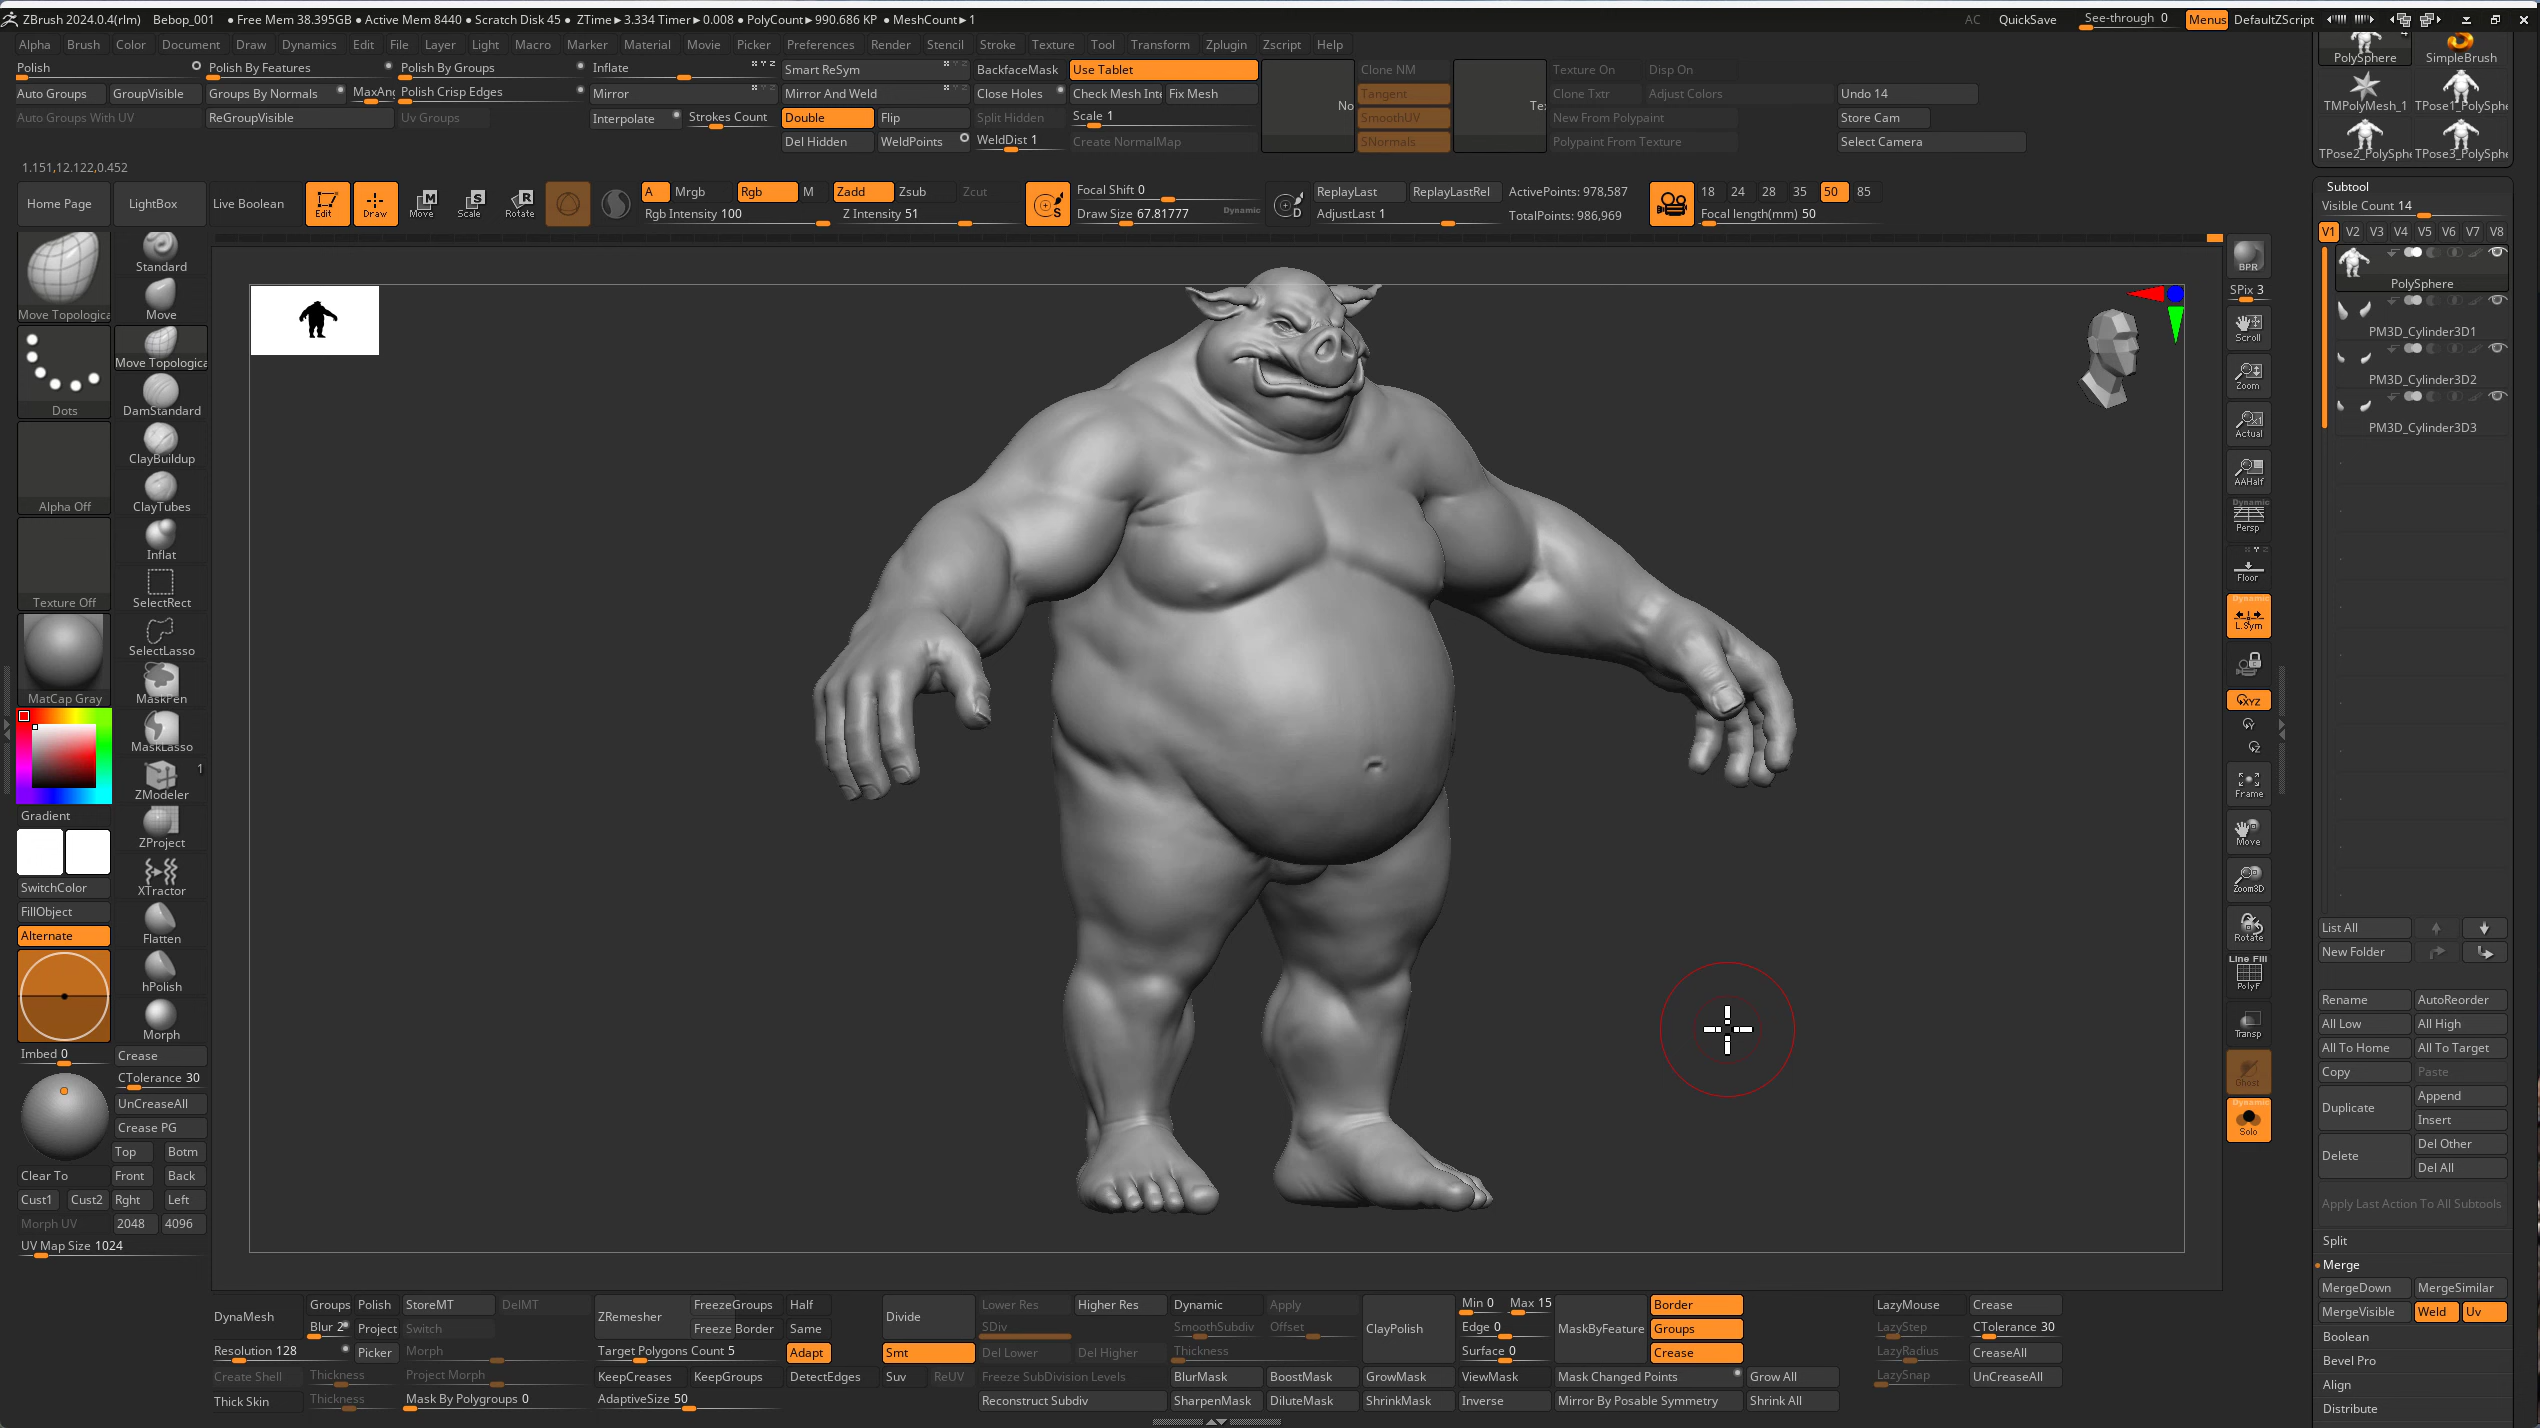 ZBrush 2024.0.4(rlm) Bebop_001 ● Free Mem 38.395GB ● Active Mem 8440 ● Scratch Disk 45 ● ZTime►3.334 Timer►0.008 ● PolyCount►990.686 KP ● MeshCount►1 AC QuickSave See-through 0 Menus DefaultZScript
Alpha Brush Color Document Draw Dynamics Edit File Layer Light Macro Marker Material Movie Picker Preferences Render Stencil Stroke Texture Tool Transform Zplugin Zscript Help
Polish Polish By Features Polish By Groups Inflate Smart ReSym BackfaceMask Use Tablet Clone NM Texture On Disp On
Auto Groups GroupVisible Groups By Normals Polish Crisp Edges Mirror Mirror And Weld Close Holes Check Mesh Inte Fix Mesh Tangent Clone Txtr Adjust Colors Undo 14
Auto Groups With UV ReGroupVisible Uv Groups Interpolate Strokes Count Double Flip Split Hidden Scale 1 SmoothUV New From Polypaint Store Cam
Del Hidden WeldPoints WeldDist 1 Create NormalMap SNormals Polypaint From Texture Select Camera
1.151,12.122,0.452
Home Page LightBox Live Boolean Edit Draw Move Scale Rotate A Mrgb Rgb M Zadd Zsub Zcut Focal Shift 0 ReplayLast ReplayLastRel ActivePoints: 978,587 18 24 28 35 50 85
Rgb Intensity 100 Z Intensity 51 Draw Size 67.81777 Dynamic AdjustLast 1 TotalPoints: 986,969 Focal length(mm) 50
Move Topologica
Dots
Alpha Off
Texture Off
MatCap Gray
Gradient
SwitchColor
FillObject
Alternate
Imbed 0
Standard
Move
Move Topologica
DamStandard
ClayBuildup
ClayTubes
Inflat
SelectRect
SelectLasso
MaskPen
MaskLasso
1
ZModeler
ZProject
XTractor
Flatten
hPolish
Morph
Crease
CTolerance 30
UnCreaseAll
Crease PG
Top Botm
Clear To Front Back
Cust1 Cust2 Rght Left
Morph UV 2048 4096
UV Map Size 1024
BPR
SPix 3
Scroll
Zoom
Actual
AAHalf
Dynamic
Persp
Floor
Dynamic
L.Sym
XYZ
Frame
Move
Zoom3D
Rotate
Line Fill
PolyF
Transp
Ghost
Dynamic
Solo
4
PolySphere SimpleBrush
TMPolyMesh_1 TPose1_PolySphe
TPose2_PolySphe TPose3_PolySphe
Subtool
Visible Count 14
V1 V2 V3 V4 V5 V6 V7 V8
PolySphere
PM3D_Cylinder3D1
PM3D_Cylinder3D2
PM3D_Cylinder3D3
List All
New Folder
Rename AutoReorder
All Low All High
All To Home All To Target
Copy Paste
Duplicate Append
Insert
Delete Del Other
Del All
Apply Last Action To All Subtools
Split
Merge
MergeDown MergeSimilar
MergeVisible Weld Uv
Boolean
Bevel Pro
Align
Distribute
DynaMesh Groups Polish StoreMT DelMT ZRemesher FreezeGroups Half Divide Lower Res Higher Res Dynamic Apply ClayPolish Min 0 Max 15 MaskByFeature Border LazyMouse Crease
Blur 2 Project Switch Freeze Border Same SDiv SmoothSubdiv Offset Edge 0 Groups LazyStep CTolerance 30
Resolution 128 Picker Morph Target Polygons Count 5 Adapt Smt Del Lower Del Higher Thickness Surface 0 Crease LazyRadius CreaseAll
Create Shell Thickness Project Morph KeepCreases KeepGroups DetectEdges Suv ReUV Freeze SubDivision Levels BlurMask BoostMask GrowMask ViewMask Mask Changed Points Grow All LazySnap UnCreaseAll
Thick Skin Thickness Mask By Polygroups 0 AdaptiveSize 50 Reconstruct Subdiv SharpenMask DiluteMask ShrinkMask Inverse Mirror By Posable Symmetry Shrink All